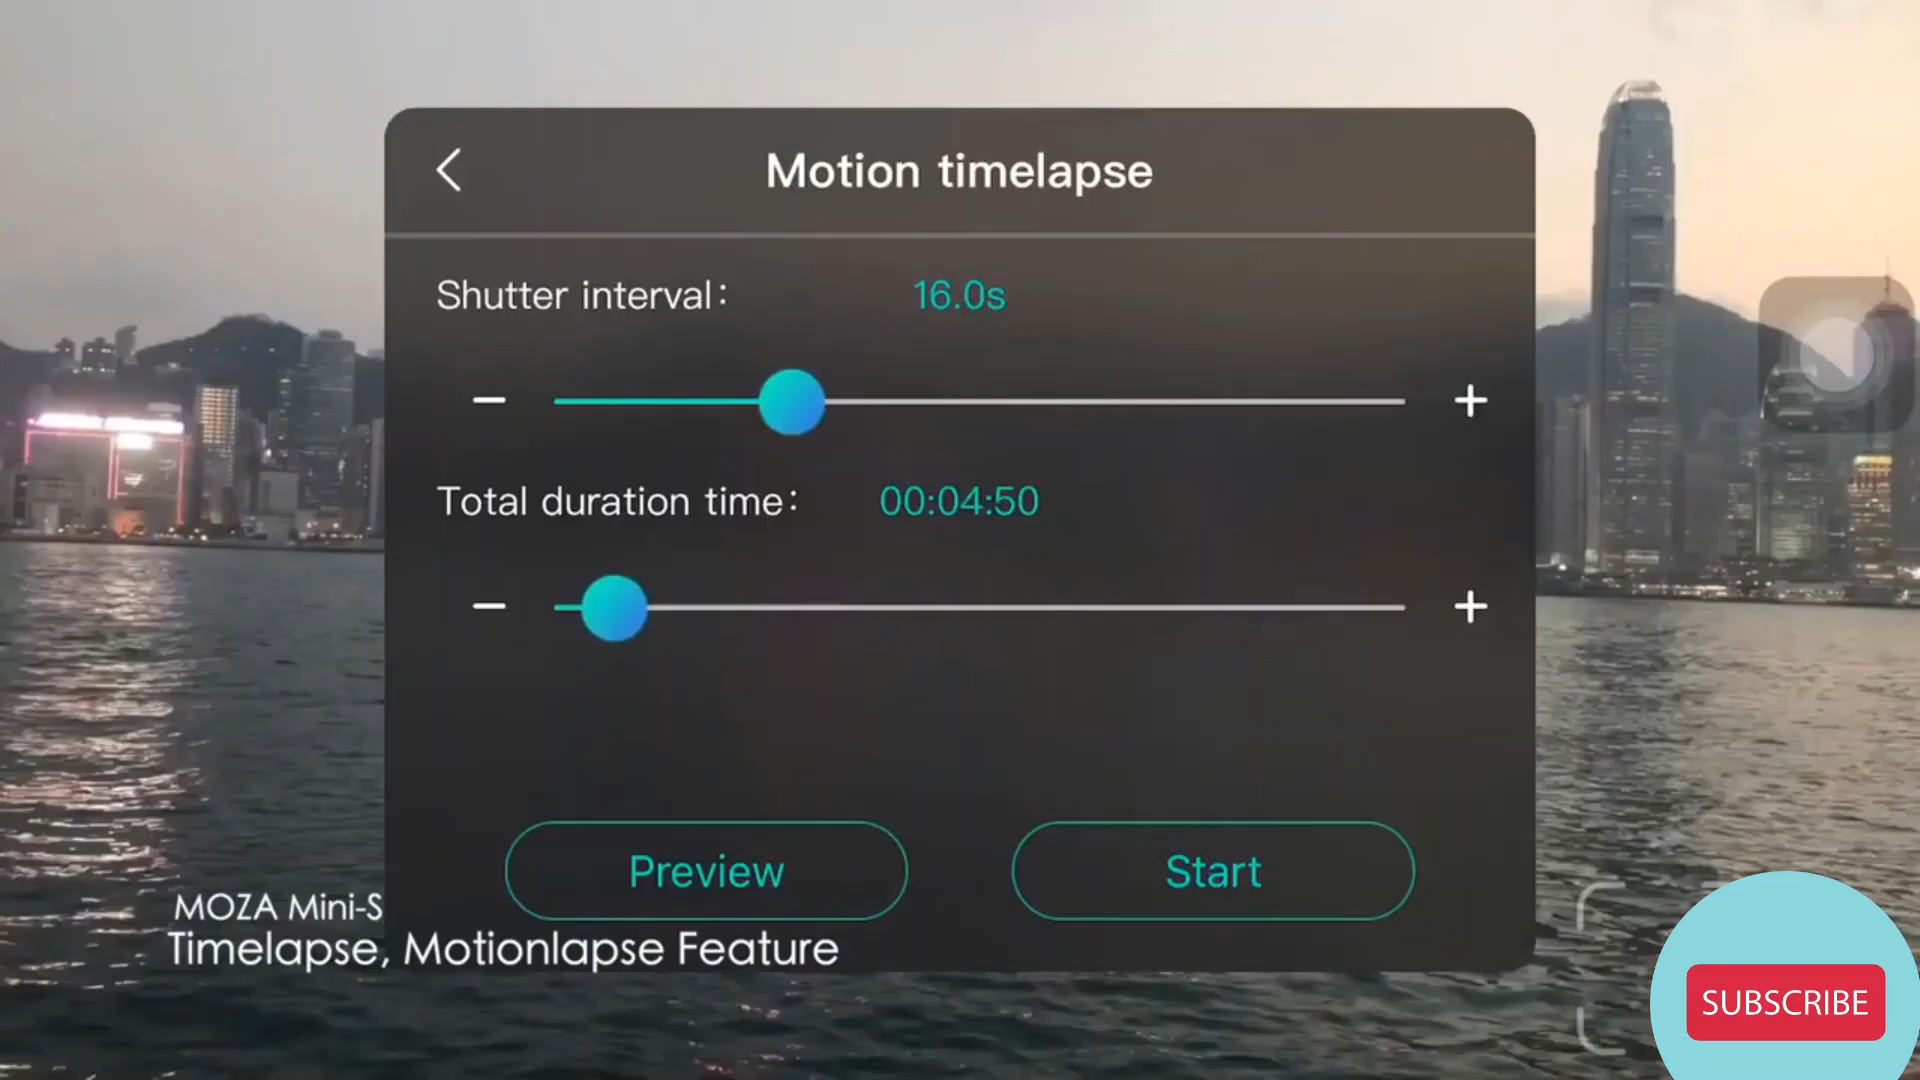 Motion timelapse
Shutter interval: 16.0s
Total duration time: 00:04:50
Preview Start
MOZA Mini-S
Timelapse, Motionlapse Feature
SUBSCRIBE